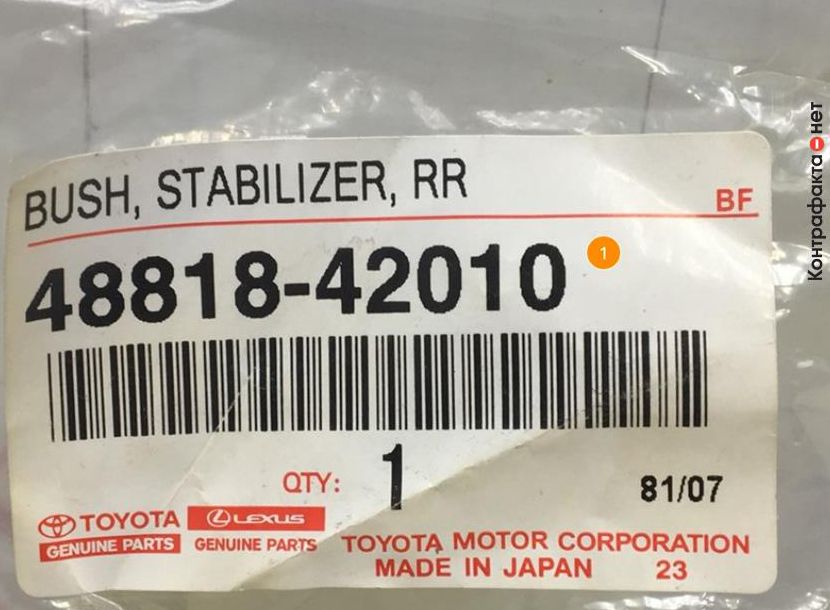 BUSH, STABILIZER, RR
BF
48818-42010
1
QTY: 1
81/07
TOYOTA
GENUINE PARTS
LEXUS
GENUINE PARTS
TOYOTA MOTOR CORPORATION
MADE IN JAPAN 23
Контрафакта нет